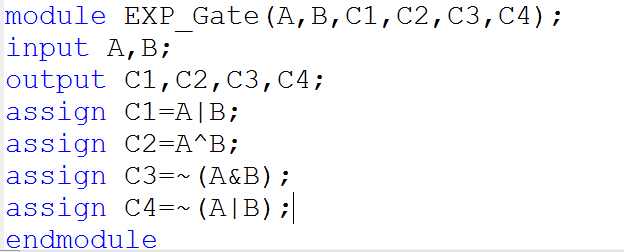 module EXP_Gate(A,B,C1,C2,C3,C4);
input A,B;
output C1,C2,C3,C4;
assign C1=A|B;
assign C2=A^B;
assign C3=~(A&B);
assign C4=~(A|B);
endmodule